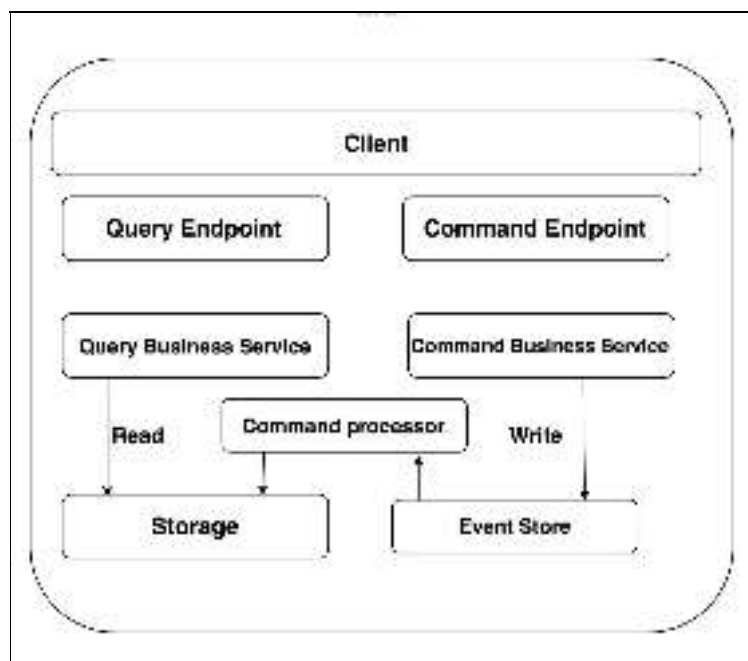 Client
Query Endpoint
Command Endpoint
Query Business Service
Command Business Service
Read
Command processor
Write
Storage
Event Store